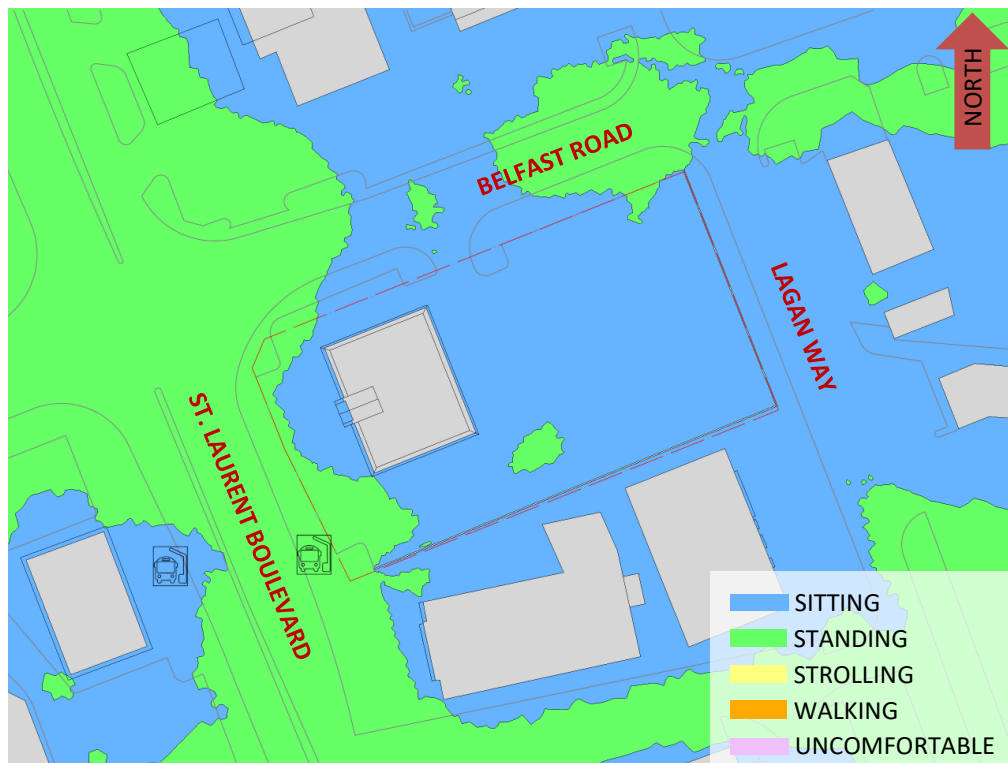 NORTH
BELFAST ROAD
LAGAN WAY
ST. LAURENT BOULEVARD
SITTING
STANDING
STROLLING
WALKING
UNCOMFORTABLE